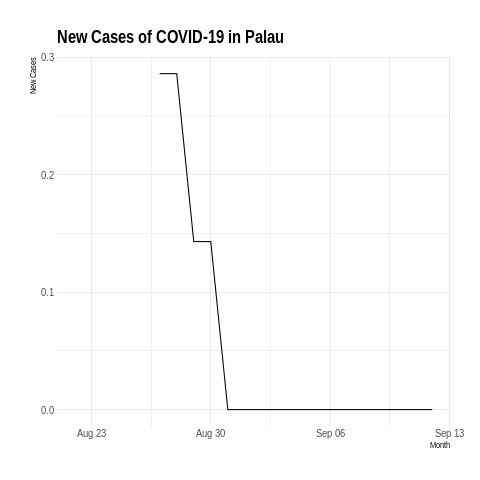 New Cases of COVID-19 in Palau
New Cases
0.3
0.2
0.1
0.0
Aug 23
Aug 30
Sep 06
Sep 13
Month